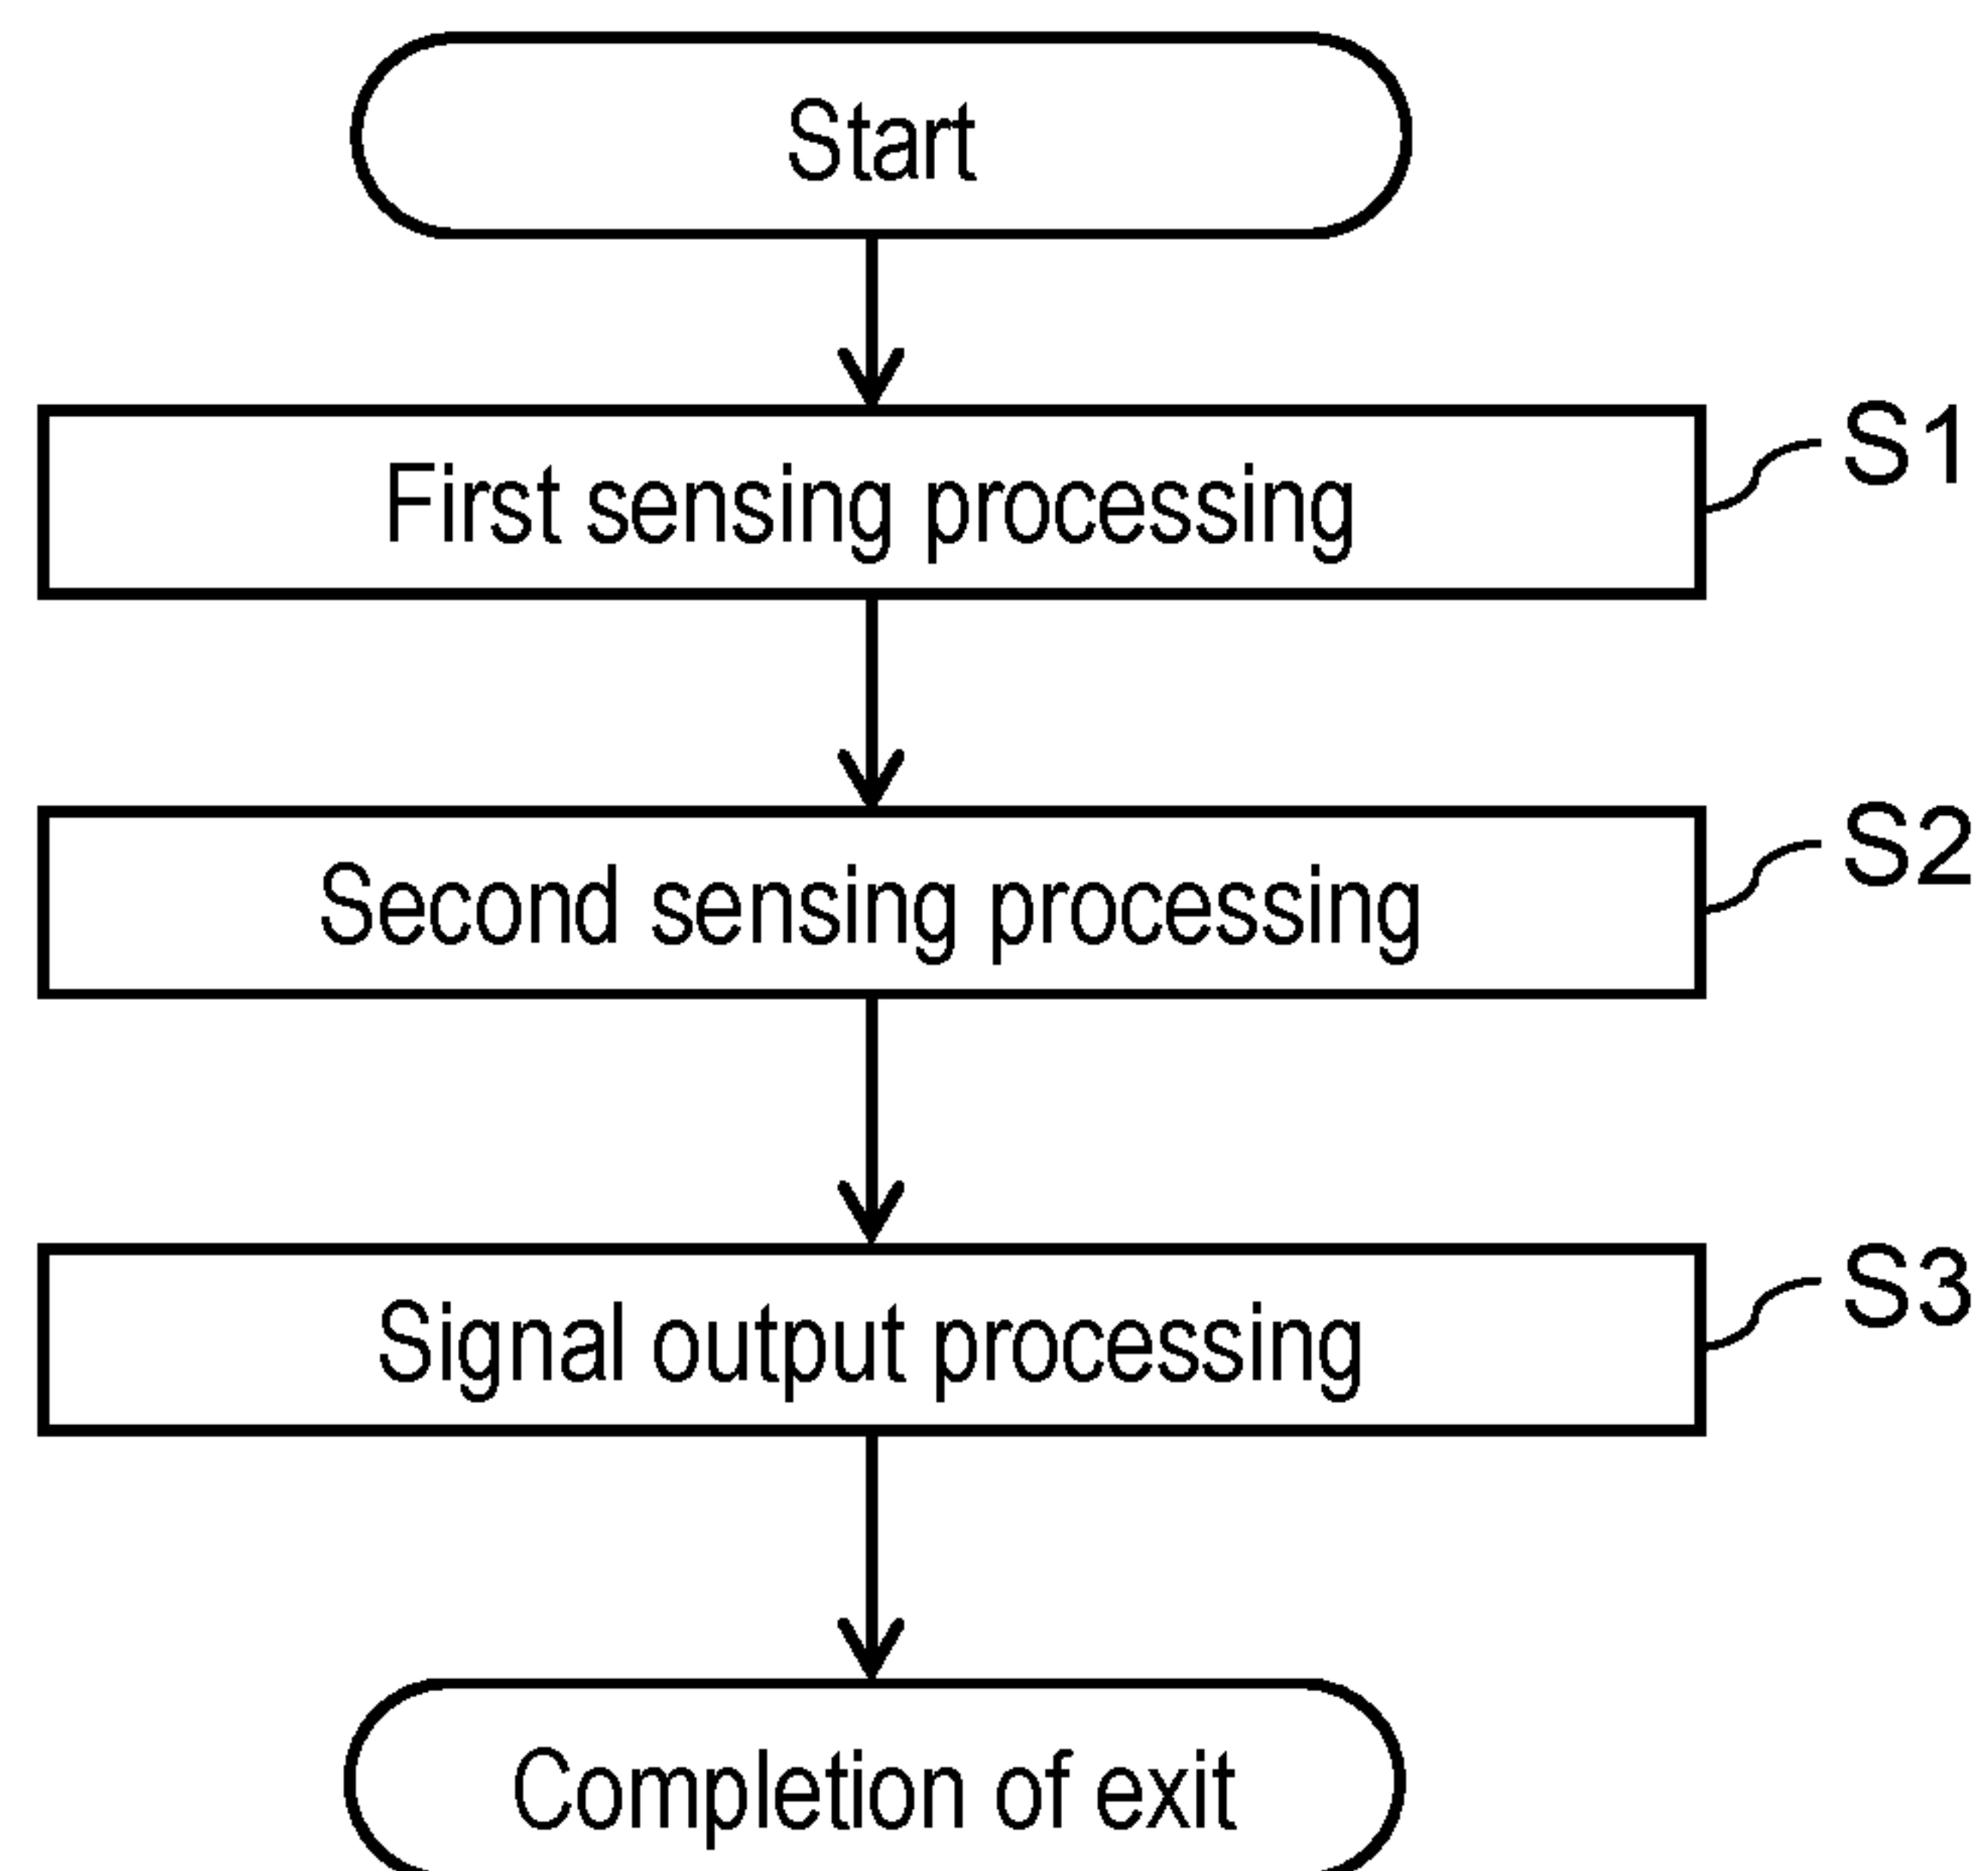 Start
First sensing processing
S1
Second sensing processing
S2
Signal output processing
S3
Completion of exit